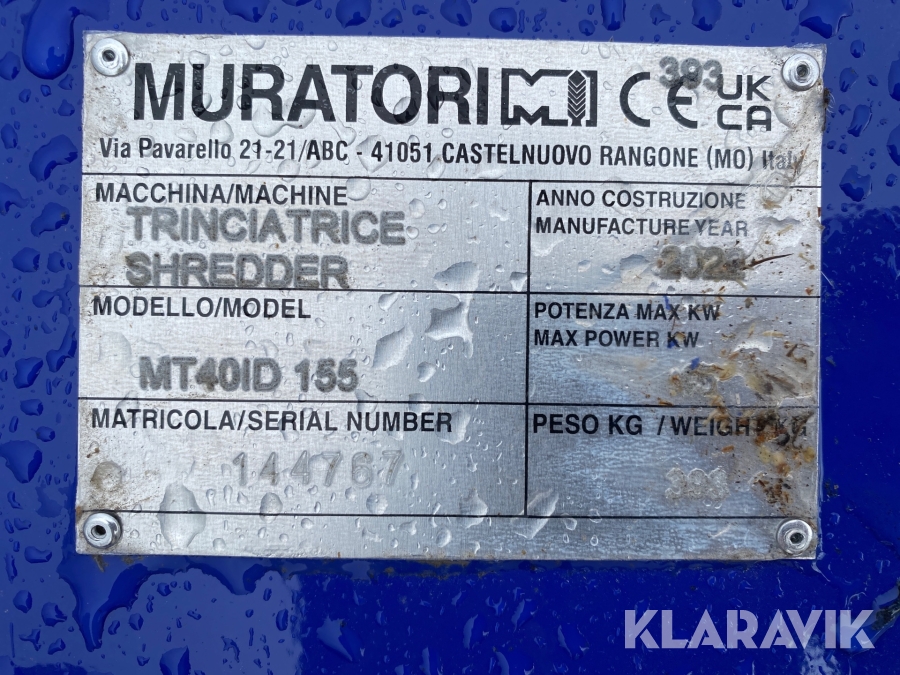 MURATORI MI CE 393 UK CA
Via Pavarello 21-21/ABC - 41051 CASTELNUOVO RANGONE (MO) Italy
MACCHINA/MACHINE
TRINCIATRICE
SHREDDER
ANNO COSTRUZIONE
MANUFACTURE YEAR
MODELLO/MODEL
MT40ID 155
POTENZA MAX KW
MAX POWER KW
MATRICOLA/SERIAL NUMBER
144767
PESO KG / WEIGHT KG
393
KLARAVIK